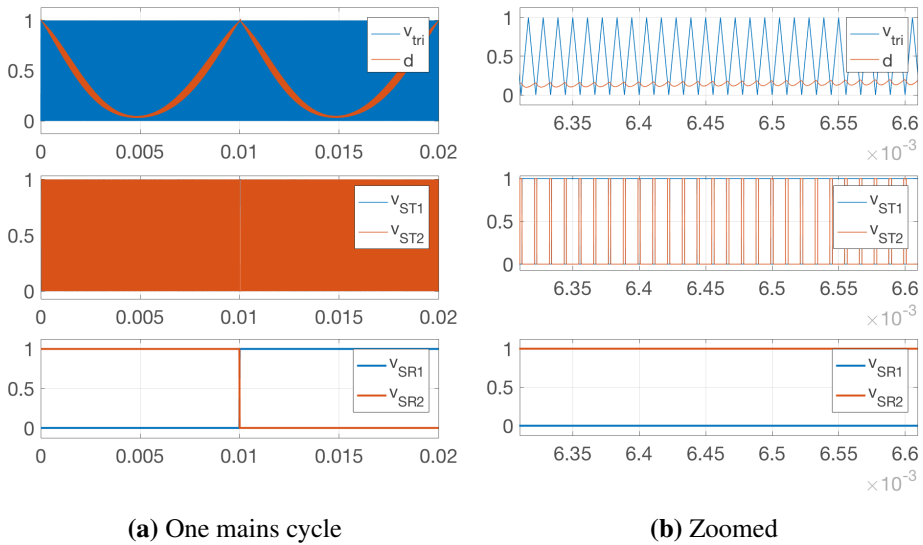 1
0.5
0
v_tri
d
0 0.005 0.01 0.015 0.02
1
0.5
0
v_ST1
v_ST2
0 0.005 0.01 0.015 0.02
1
0.5
0
v_SR1
v_SR2
0 0.005 0.01 0.015 0.02
(a) One mains cycle
1
0.5
0
v_tri
d
6.35 6.4 6.45 6.5 6.55 6.6
×10⁻³
1
0.5
0
v_ST1
v_ST2
6.35 6.4 6.45 6.5 6.55 6.6
×10⁻³
1
0.5
0
v_SR1
v_SR2
6.35 6.4 6.45 6.5 6.55 6.6
×10⁻³
(b) Zoomed